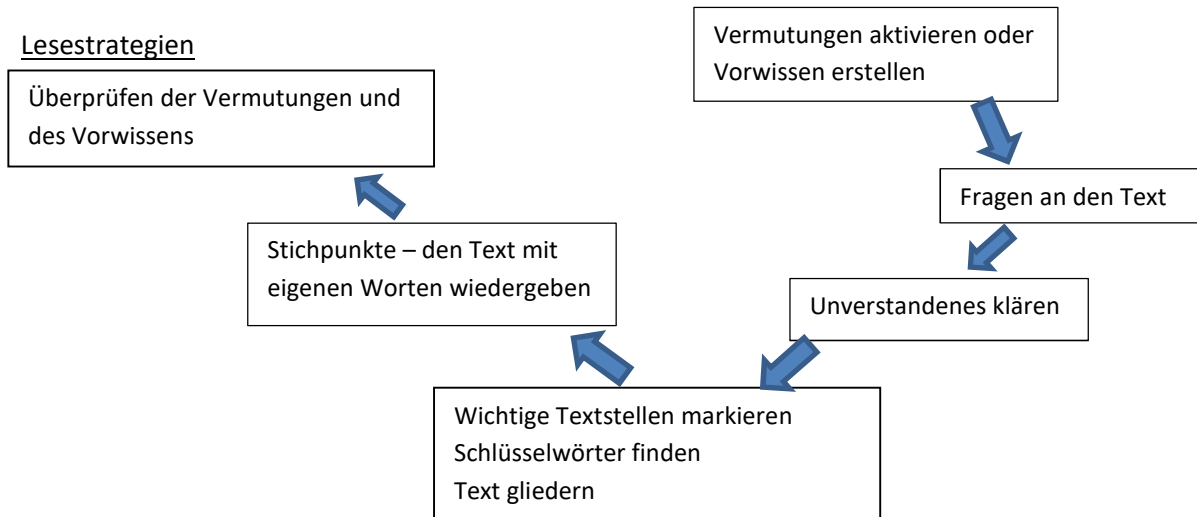 Lesestrategien
Vermutungen aktivieren oder
Vorwissen erstellen
Fragen an den Text
Unverstandenes klären
Wichtige Textstellen markieren
Schlüsselwörter finden
Text gliedern
Stichpunkte – den Text mit
eigenen Worten wiedergeben
Überprüfen der Vermutungen und
des Vorwissens